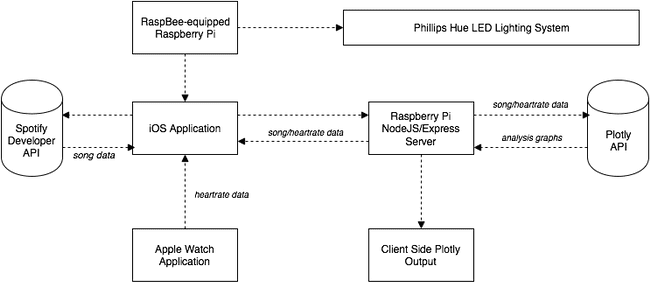 RaspBee-equipped
Raspberry Pi
Phillips Hue LED Lighting System
Spotify
Developer
API
song data
iOS Application
song/heartrate data
Raspberry Pi
NodeJS/Express
Server
song/heartrate data
analysis graphs
Plotly
API
heartrate data
Apple Watch
Application
Client Side Plotly
Output